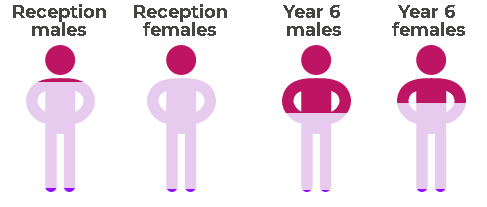 Reception
males
Reception
females
Year 6
males
Year 6
females